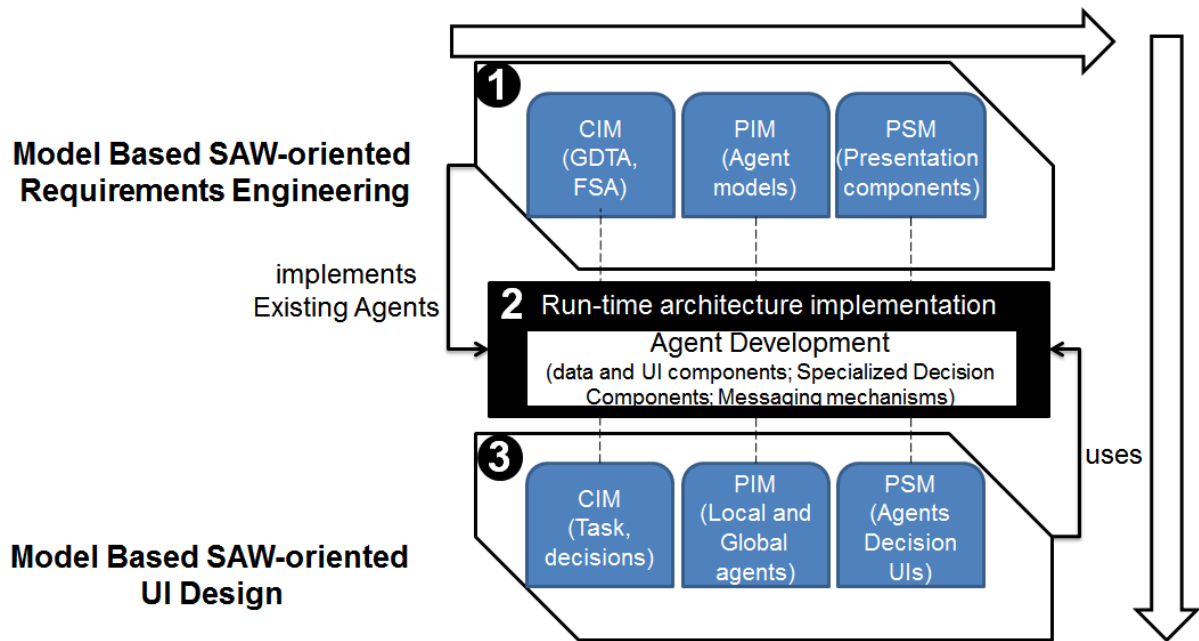 1
CIM
(GDTA,
FSA)
PIM
(Agent
models)
PSM
(Presentation
components)
Model Based SAW-oriented
Requirements Engineering
implements
Existing Agents
2 Run-time architecture implementation
Agent Development
(data and UI components; Specialized Decision
Components; Messaging mechanisms)
uses
3
CIM
(Task,
decisions)
PIM
(Local and
Global
agents)
PSM
(Agents
Decision
UIs)
Model Based SAW-oriented
UI Design